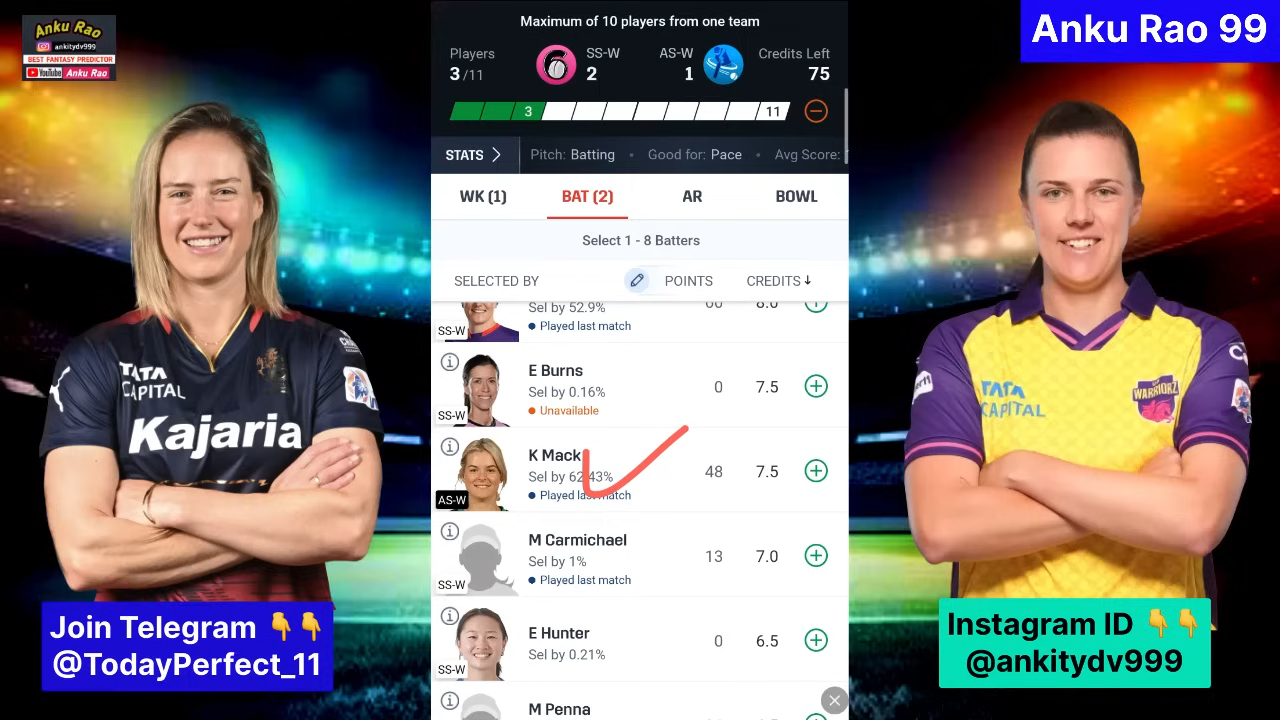 Anku Rao
ankitydv999
BEST FANTASY PREDICTOR
YouTube Anku Rao
Maximum of 10 players from one team
Players
3/11
SS-W
2
AS-W
1
Credits Left
75
3
11
STATS
Pitch: Batting
Good for: Pace
Avg Score:
WK (1)
BAT (2)
AR
BOWL
Select 1 - 8 Batters
SELECTED BY
POINTS
CREDITS↓
Sel by 52.9%
Played last match
SS-W
60
8.0
E Burns
Sel by 0.16%
Unavailable
SS-W
0
7.5
K Mack
Sel by 62.43%
Played last match
AS-W
48
7.5
M Carmichael
Sel by 1%
Played last match
SS-W
13
7.0
E Hunter
Sel by 0.21%
SS-W
0
6.5
M Penna
Anku Rao 99
TATA
CAPITAL
Kajaria
TATA
CAPITAL
WARRIORZ
Join Telegram 👇👇
@TodayPerfect_11
Instagram ID 👇👇
@ankitydv999